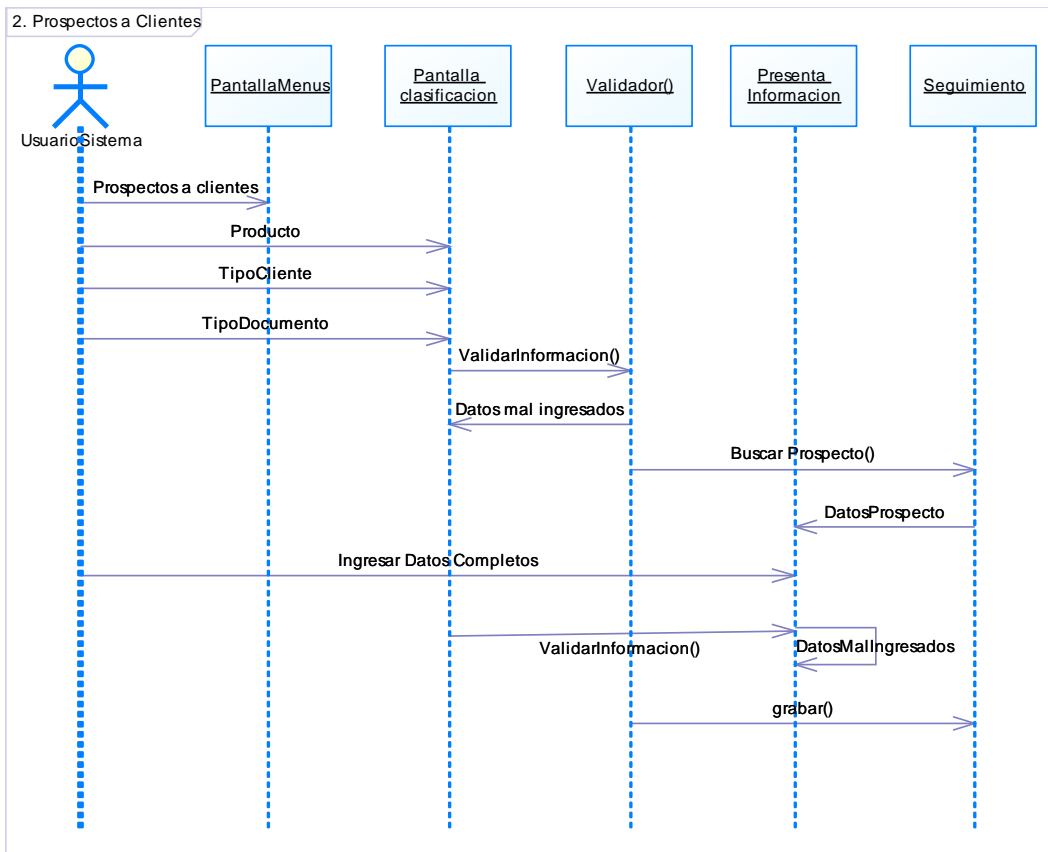 2. Prospectos a Clientes
UsuarioSistema
PantallaMenus
Pantalla
clasificacion
Validador()
Presenta
Informacion
Seguimiento
Prospectos a clientes
Producto
TipoCliente
TipoDocumento
ValidarInformacion()
Datos mal ingresados
Buscar Prospecto()
DatosProspecto
Ingresar Datos Completos
ValidarInformacion()
DatosMalIngresados
grabar()